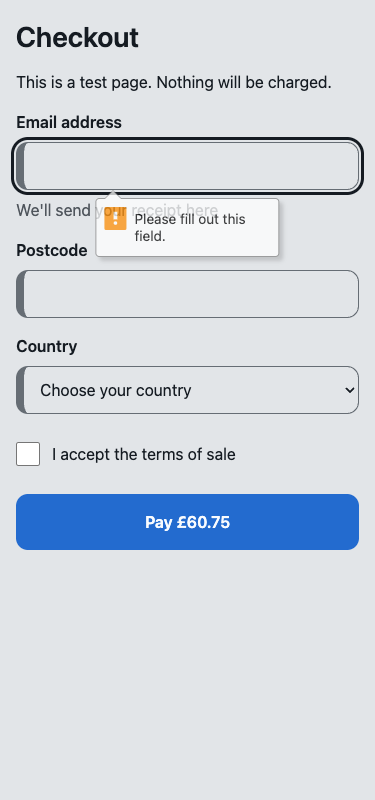 Checkout
This is a test page. Nothing will be charged.
Email address
We'll send your receipt here
Please fill out this
field.
Postcode
Country
Choose your country
I accept the terms of sale
Pay £60.75